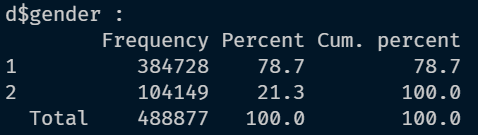 d$gender :
Frequency Percent Cum. percent
1 384728 78.7 78.7
2 104149 21.3 100.0
Total 488877 100.0 100.0